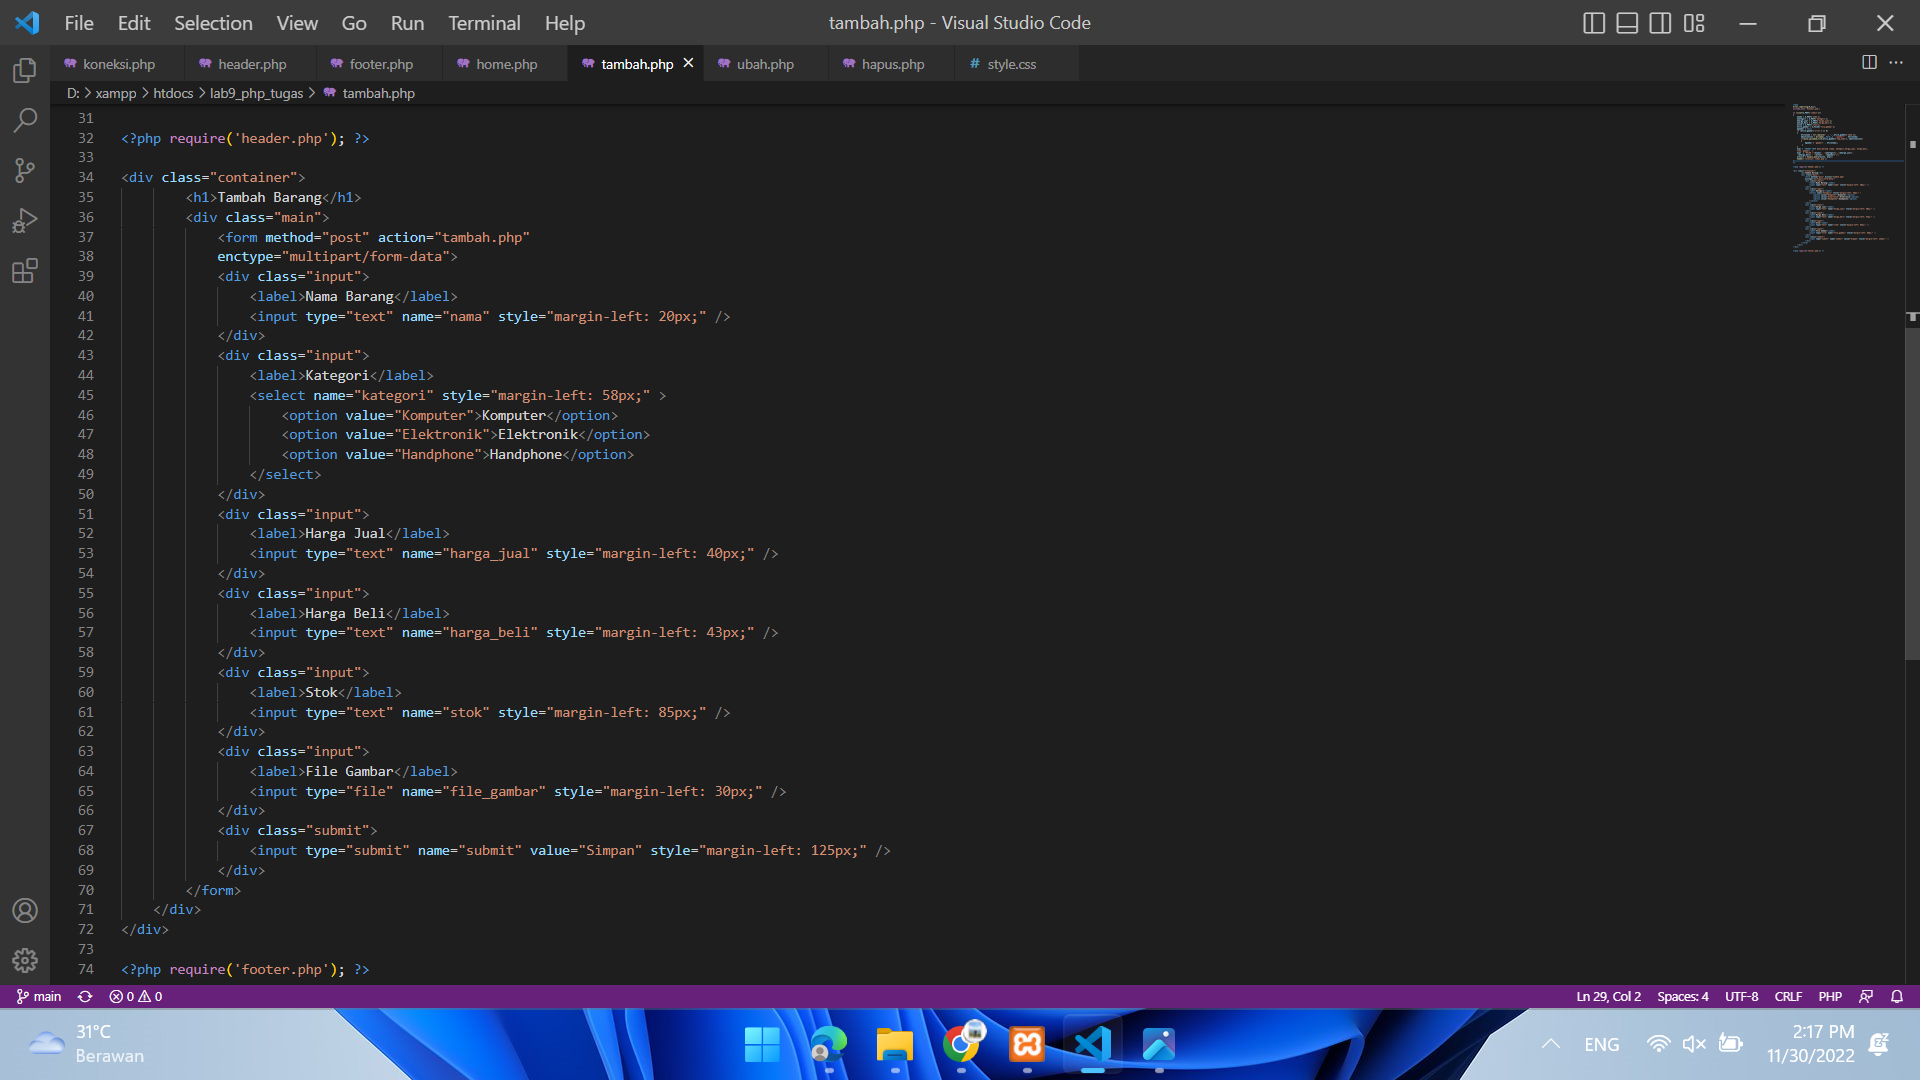 File Edit Selection View Go Run Terminal Help
tambah.php - Visual Studio Code
koneksi.php header.php footer.php home.php tambah.php ubah.php hapus.php # style.css
D: > xampp > htdocs > lab9_php_tugas > tambah.php
31
32 <?php require('header.php'); ?>
33
34 <div class="container">
35 <h1>Tambah Barang</h1>
36 <div class="main">
37 <form method="post" action="tambah.php"
38 enctype="multipart/form-data">
39 <div class="input">
40 <label>Nama Barang</label>
41 <input type="text" name="nama" style="margin-left: 20px;" />
42 </div>
43 <div class="input">
44 <label>Kategori</label>
45 <select name="kategori" style="margin-left: 58px;" >
46 <option value="Komputer">Komputer</option>
47 <option value="Elektronik">Elektronik</option>
48 <option value="Handphone">Handphone</option>
49 </select>
50 </div>
51 <div class="input">
52 <label>Harga Jual</label>
53 <input type="text" name="harga_jual" style="margin-left: 40px;" />
54 </div>
55 <div class="input">
56 <label>Harga Beli</label>
57 <input type="text" name="harga_beli" style="margin-left: 43px;" />
58 </div>
59 <div class="input">
60 <label>Stok</label>
61 <input type="text" name="stok" style="margin-left: 85px;" />
62 </div>
63 <div class="input">
64 <label>File Gambar</label>
65 <input type="file" name="file_gambar" style="margin-left: 30px;" />
66 </div>
67 <div class="submit">
68 <input type="submit" name="submit" value="Simpan" style="margin-left: 125px;" />
69 </div>
70 </form>
71 </div>
72 </div>
73
74 <?php require('footer.php'); ?>
main 0 0 Ln 29, Col 2 Spaces: 4 UTF-8 CRLF PHP
31°C
Berawan
ENG
2:17 PM
11/30/2022